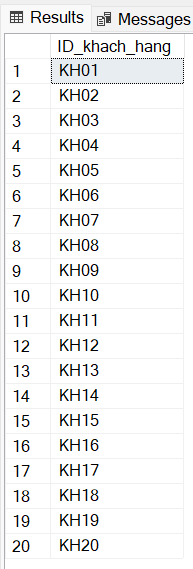 Results Messages
ID_khach_hang
1 KH01
2 KH02
3 KH03
4 KH04
5 KH05
6 KH06
7 KH07
8 KH08
9 KH09
10 KH10
11 KH11
12 KH12
13 KH13
14 KH14
15 KH15
16 KH16
17 KH17
18 KH18
19 KH19
20 KH20